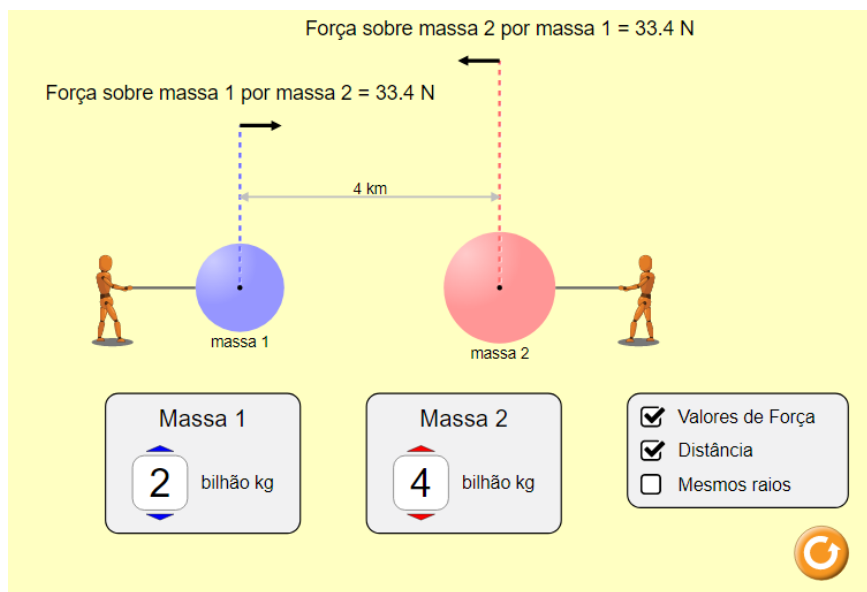 Força sobre massa 2 por massa 1 = 33.4 N
Força sobre massa 1 por massa 2 = 33.4 N
4 km
massa 1
massa 2
Massa 1
2 bilhão kg
Massa 2
4 bilhão kg
Valores de Força
Distância
Mesmos raios